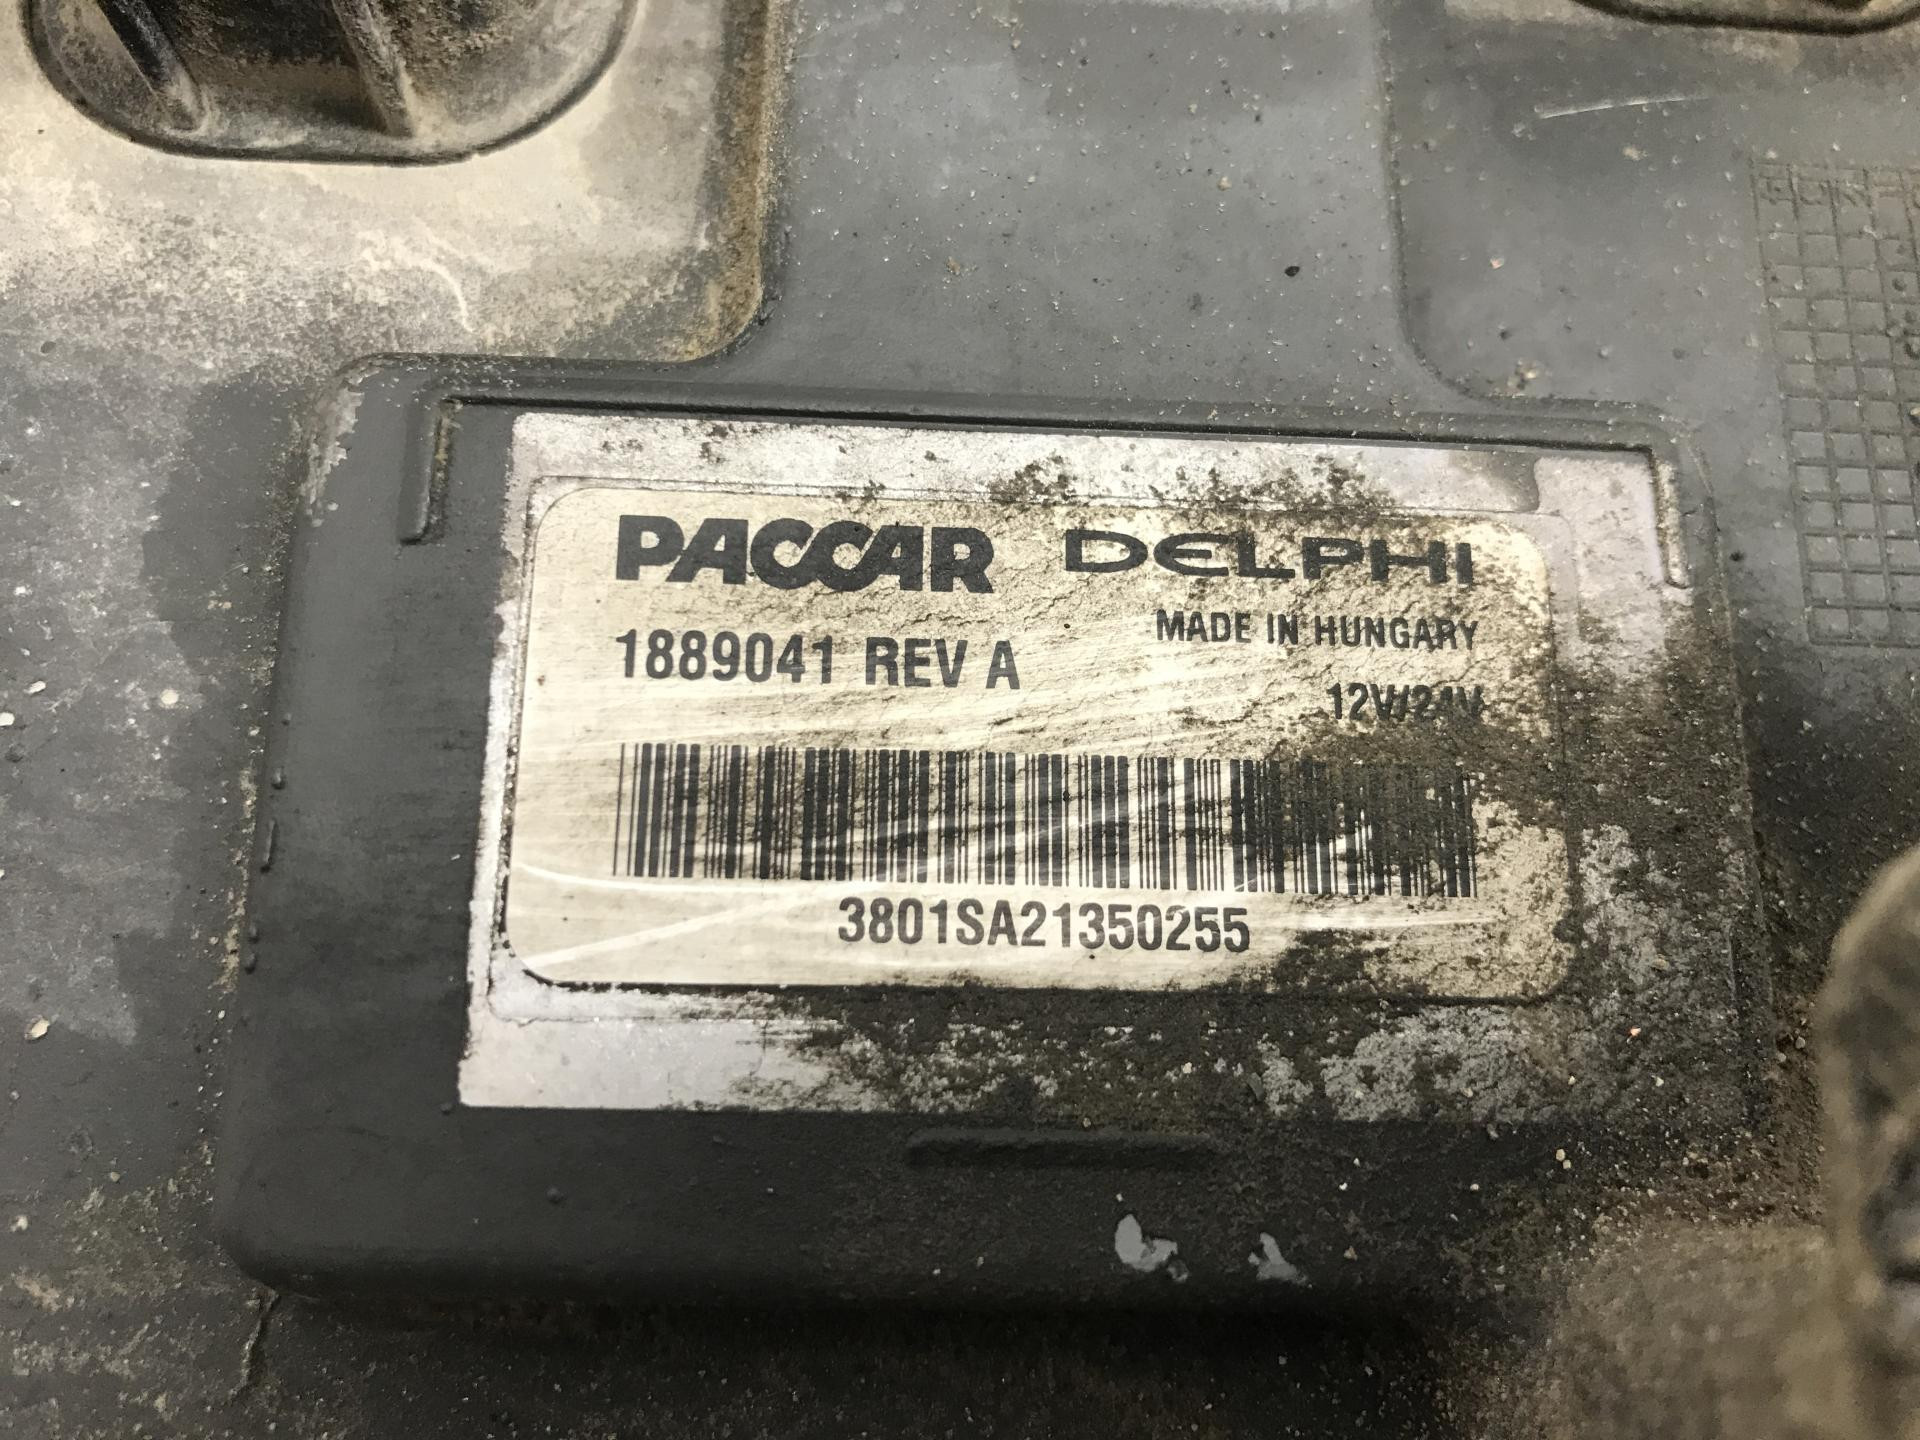 PACCAR DELPHI
MADE IN HUNGARY
1889041 REV A
12V/24V
3801SA21350255